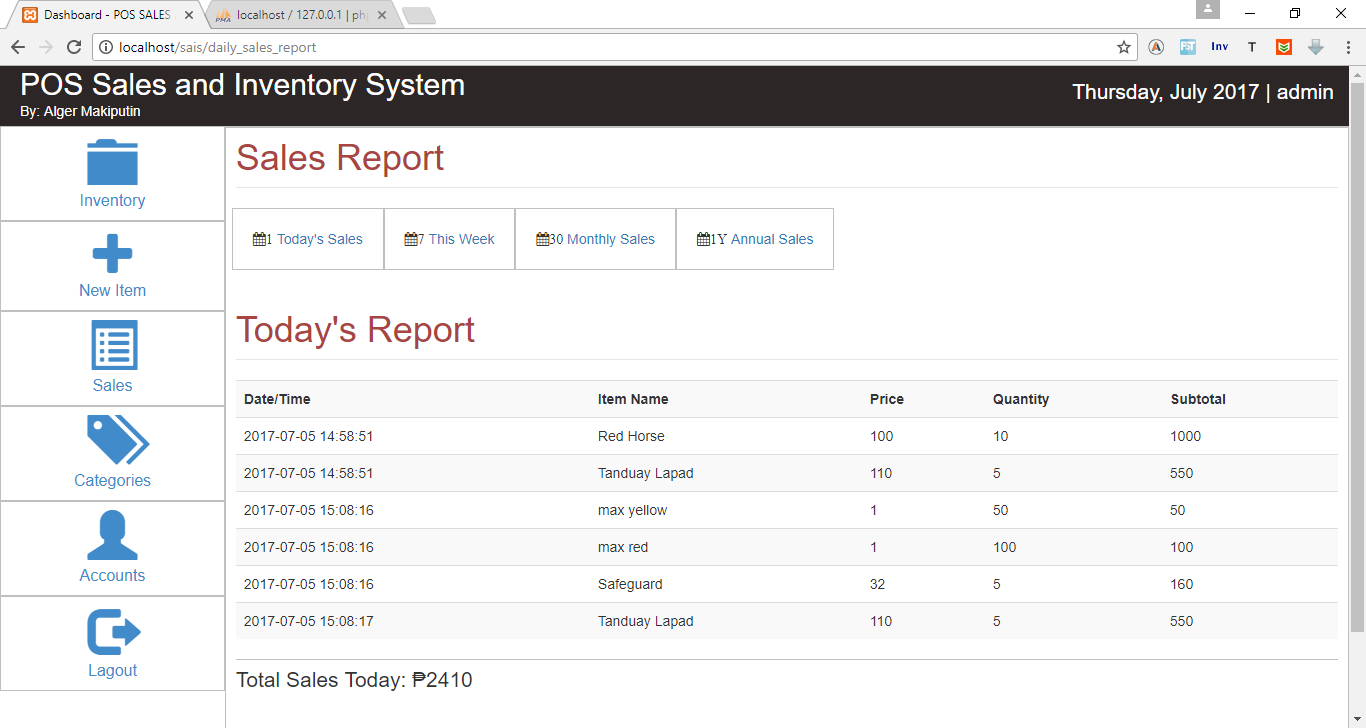 Dashboard - POS SALES
localhost / 127.0.0.1 | ph
localhost/sais/daily_sales_report
Inv
T
POS Sales and Inventory System
By: Alger Makiputin
Thursday, July 2017 | admin
Inventory
New Item
Sales
Categories
Accounts
Lagout
Sales Report
1 Today's Sales
7 This Week
30 Monthly Sales
1Y Annual Sales
Today's Report
Date/Time Item Name Price Quantity Subtotal
2017-07-05 14:58:51 Red Horse 100 10 1000
2017-07-05 14:58:51 Tanduay Lapad 110 5 550
2017-07-05 15:08:16 max yellow 1 50 50
2017-07-05 15:08:16 max red 1 100 100
2017-07-05 15:08:16 Safeguard 32 5 160
2017-07-05 15:08:17 Tanduay Lapad 110 5 550
Total Sales Today: ₱2410